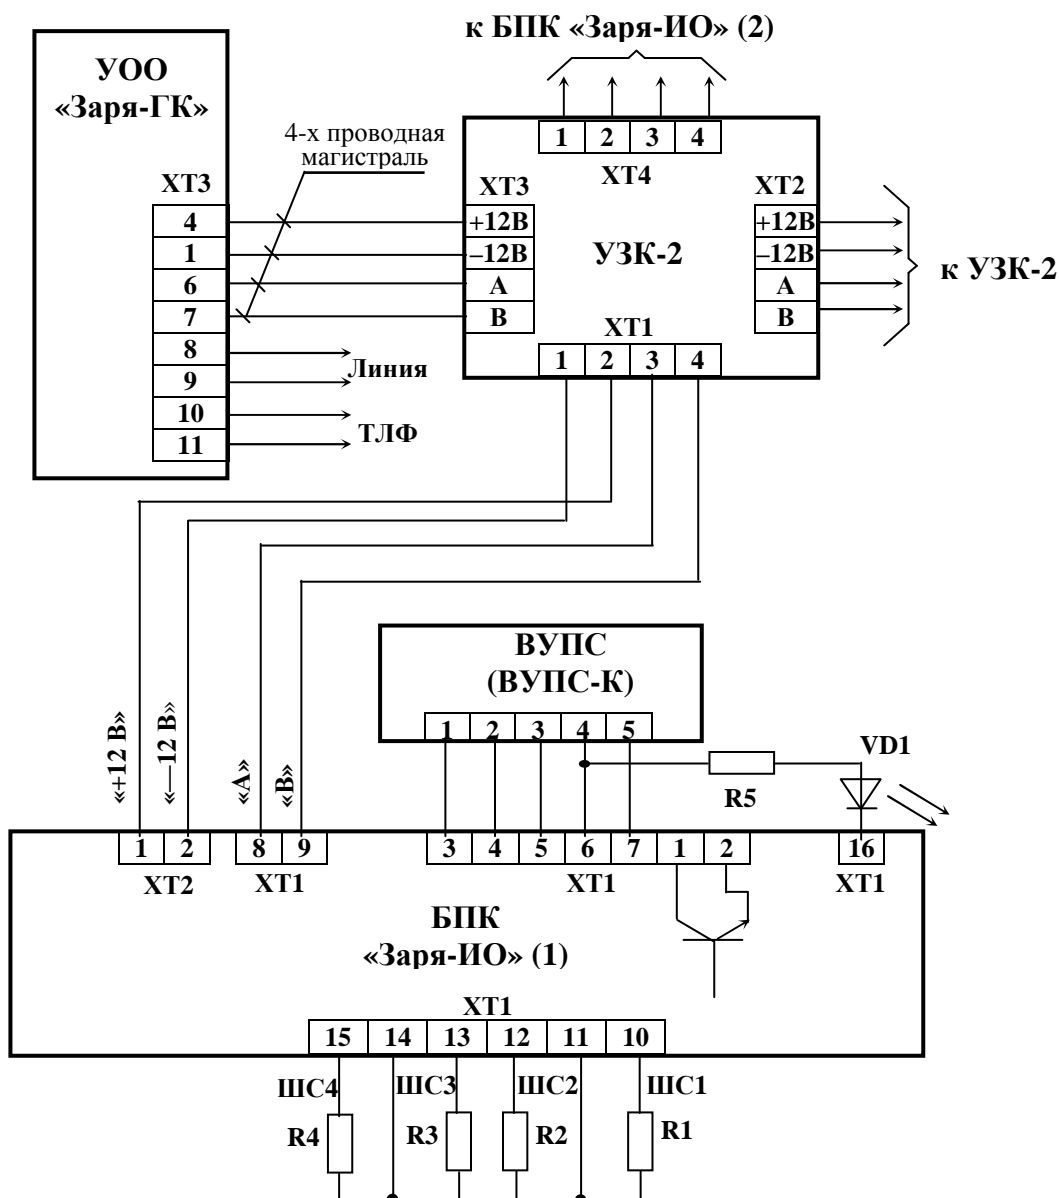 к БПК «Заря-ИО» (2)
УОО
«Заря-ГК»
4-х проводная
магистраль
1 2 3 4
ХТ4
ХТ3
4
1
6
7
8
9
10
11
Линия
ТЛФ
ХТ3
+12В
–12В
А
В
УЗК-2
ХТ2
+12В
–12В
А
В
к УЗК-2
ХТ1
1 2 3 4
ВУПС
(ВУПС-К)
1 2 3 4 5
«+12 В»
«—12 В»
«А»
«В»
R5
VD1
1 2
ХТ2
8 9
ХТ1
3 4 5 6 7 1 2
ХТ1
16
ХТ1
БПК
«Заря-ИО» (1)
ХТ1
15 14 13 12 11 10
ШС4 ШС3 ШС2 ШС1
R4 R3 R2 R1